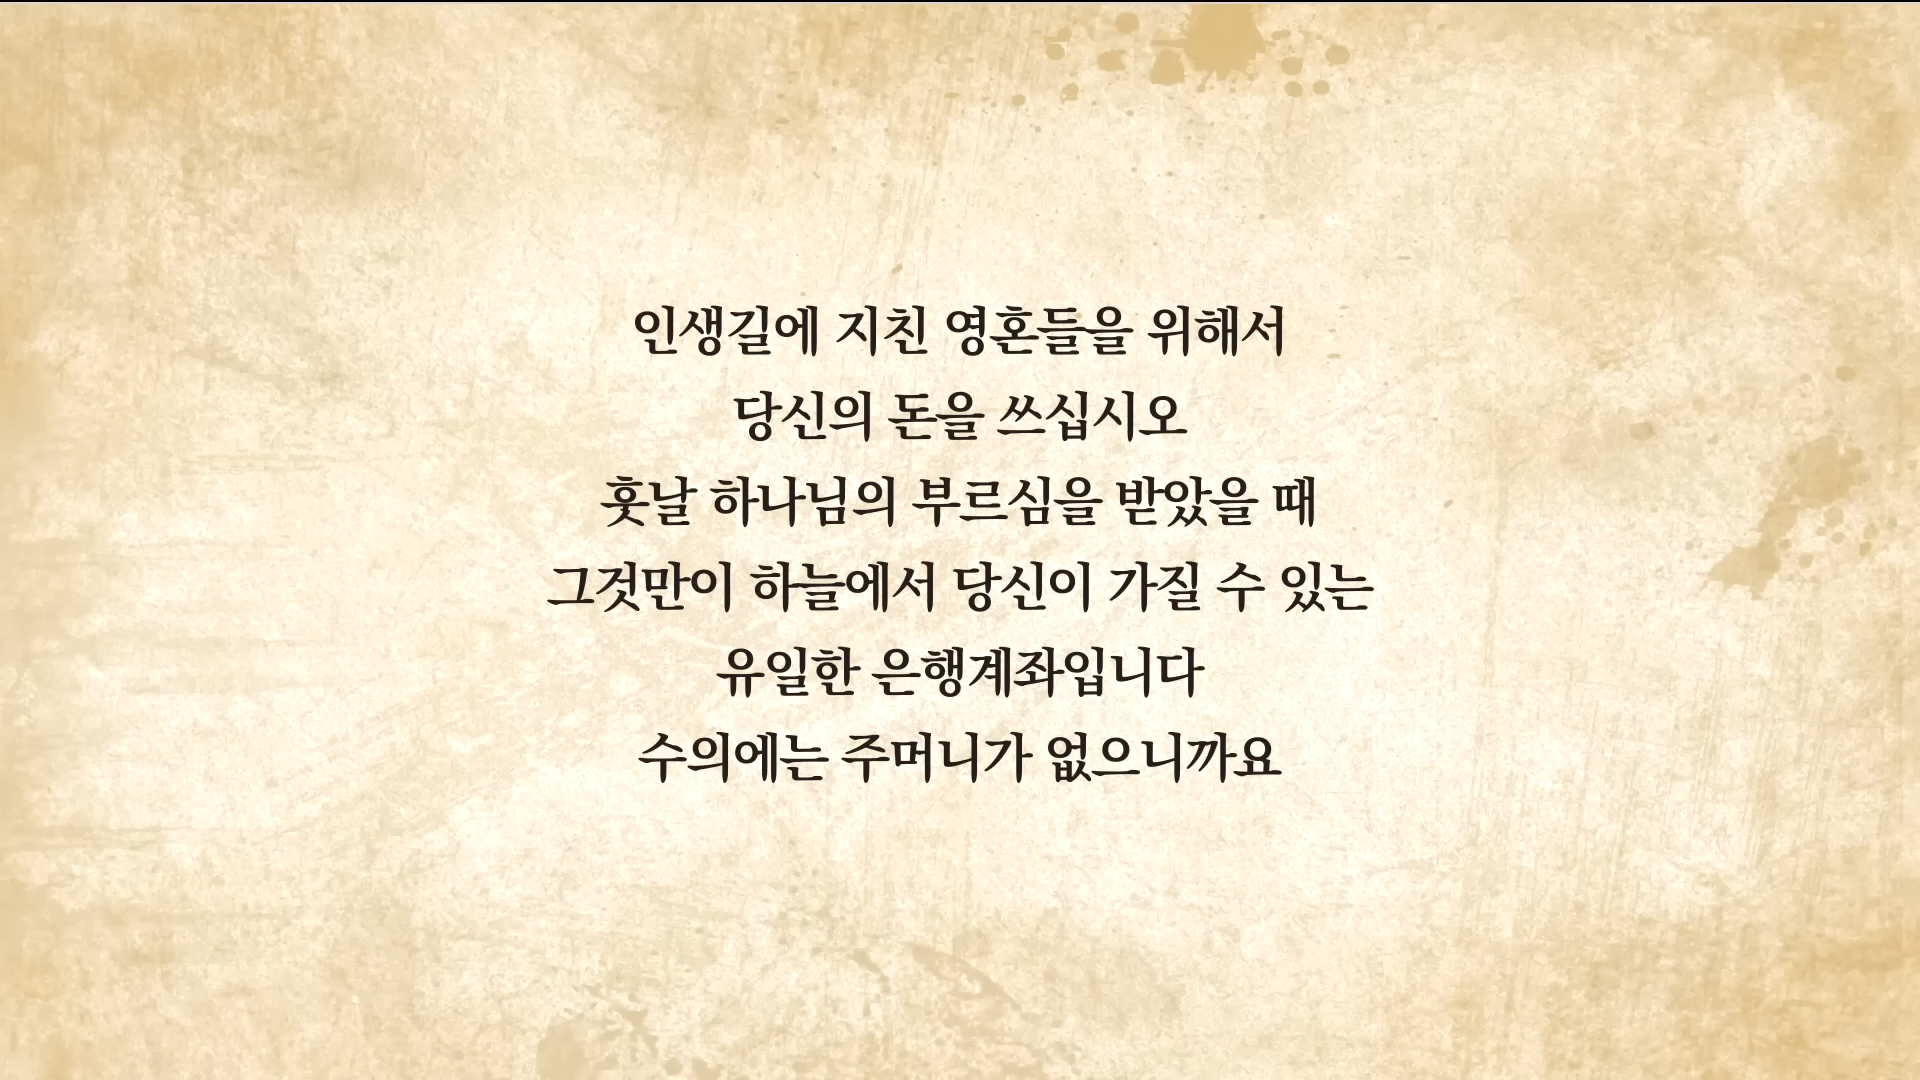 인생길에 지친 영혼들을 위해서
당신의 돈을 쓰십시오
훗날 하나님의 부르심을 받았을 때
그것만이 하늘에서 당신이 가질 수 있는
유일한 은행계좌입니다
수의에는 주머니가 없으니까요